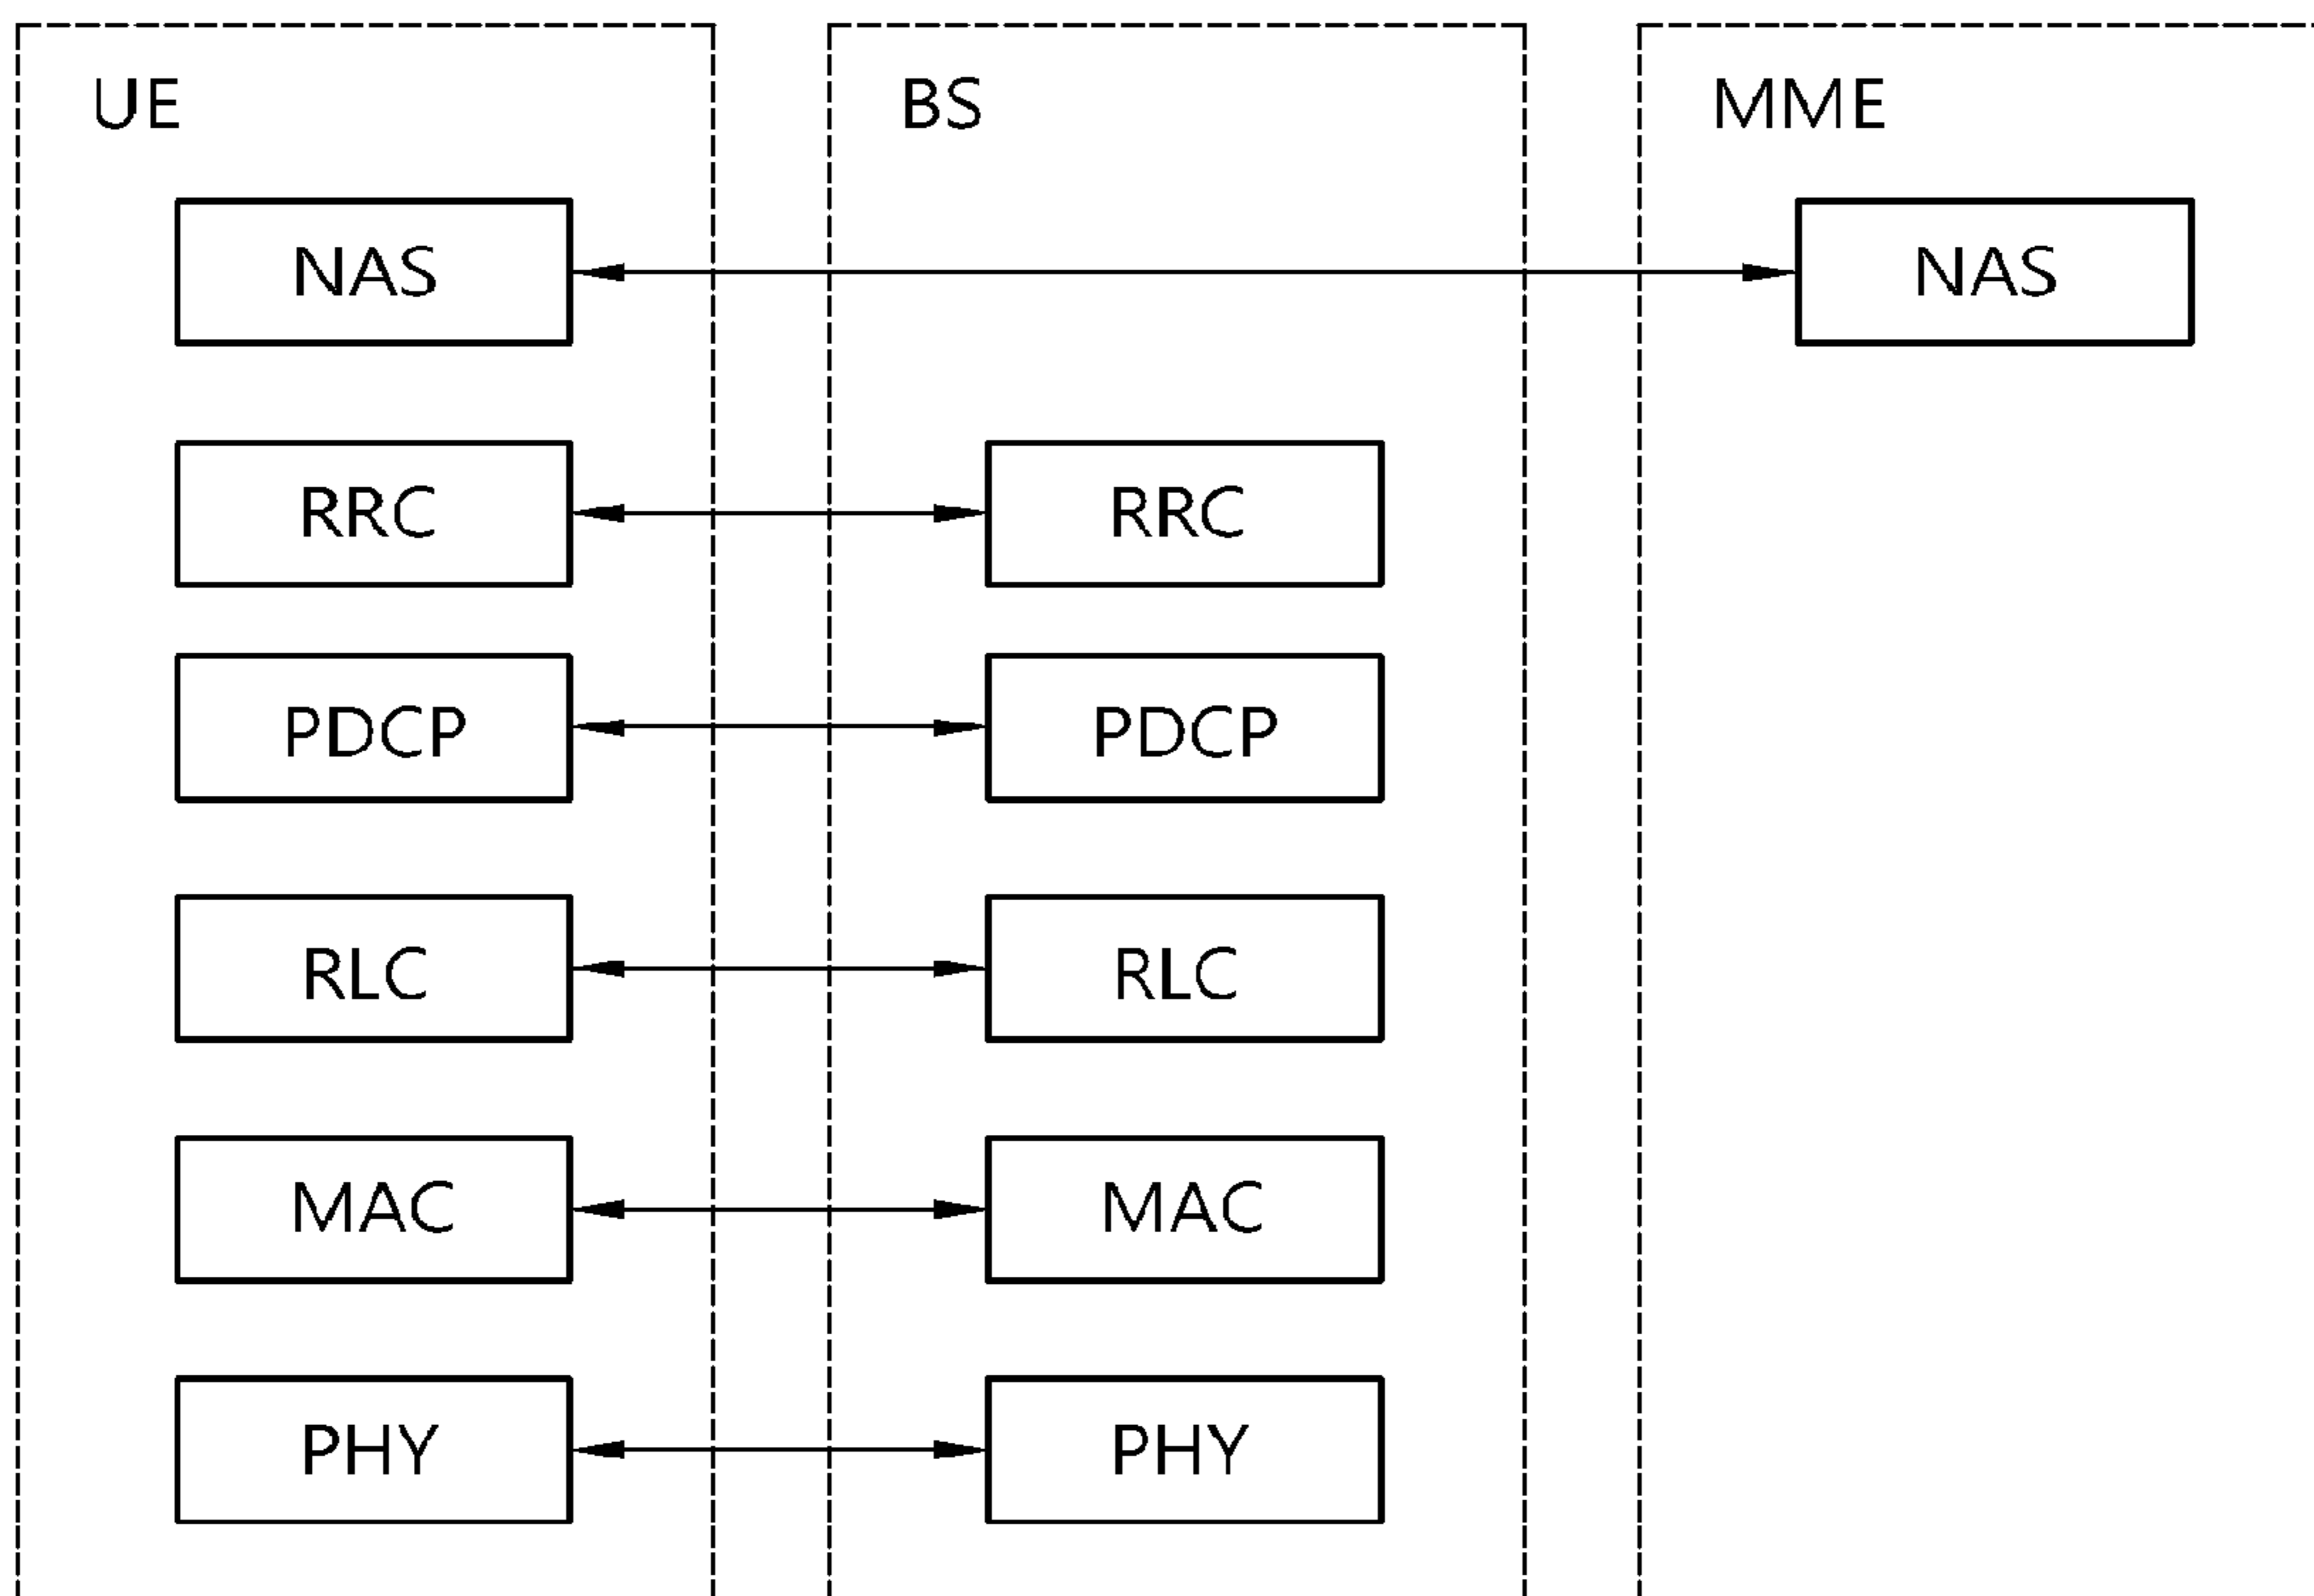 UE BS MME
NAS NAS
RRC RRC
PDCP PDCP
RLC RLC
MAC MAC
PHY PHY